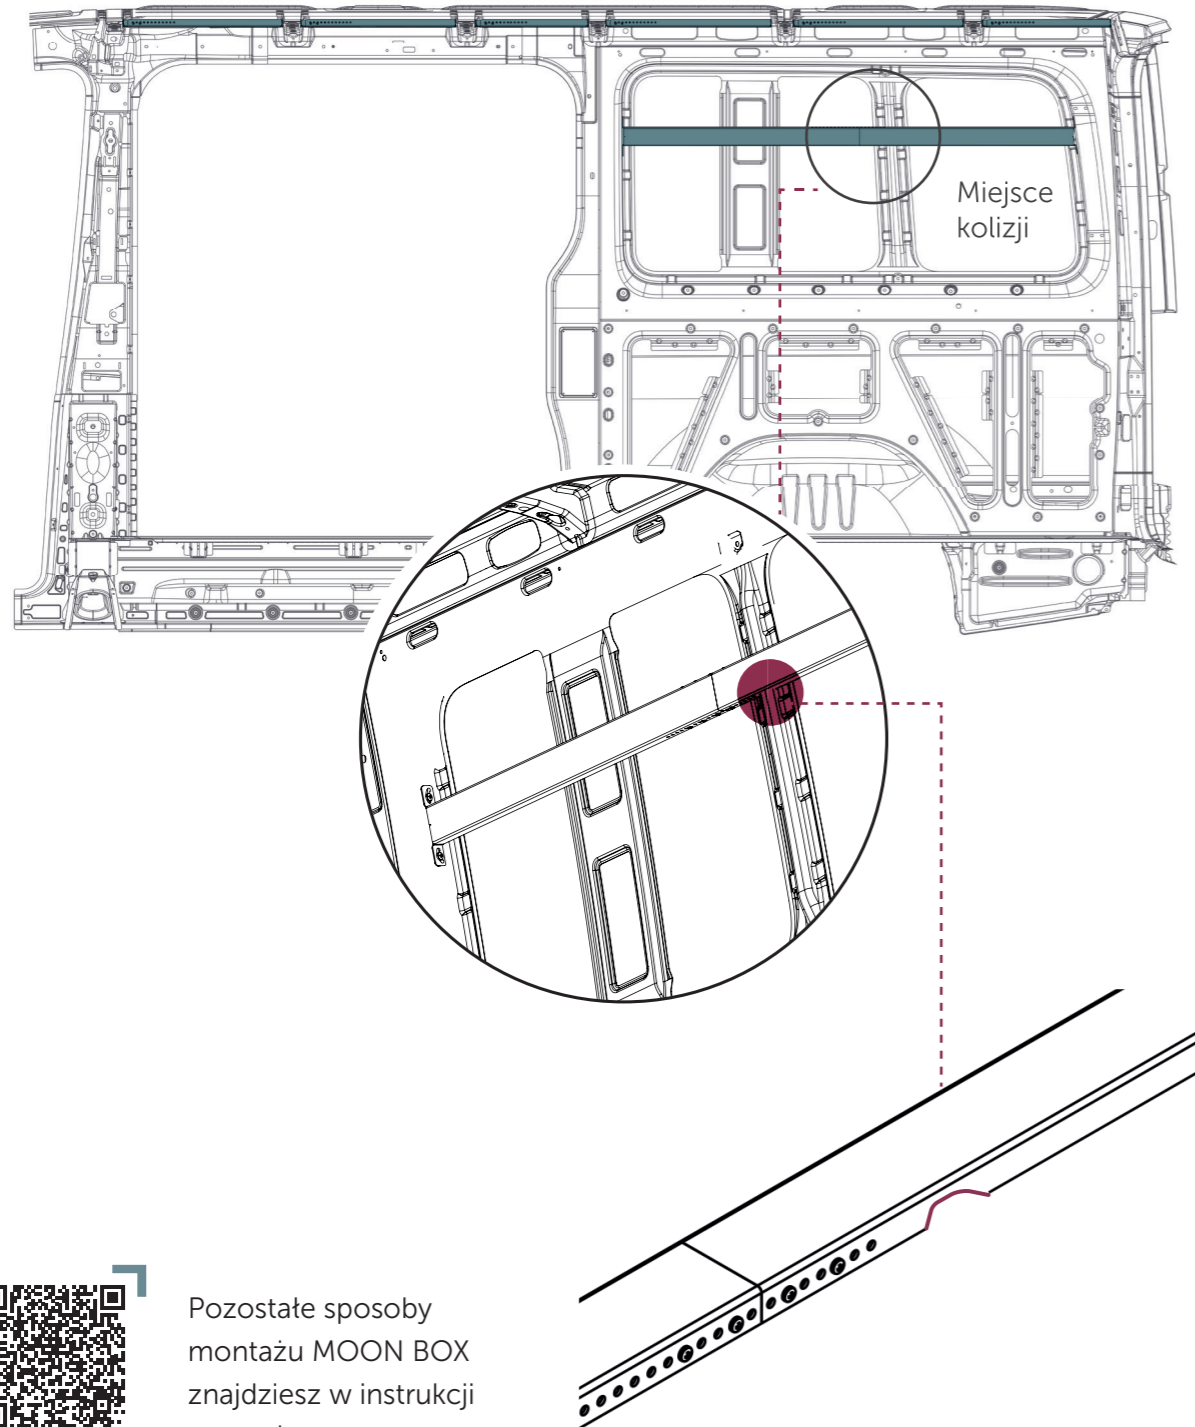 Miejsce
kolizji
Pozostałe sposoby
montażu MOON BOX
znajdziesz w instrukcji